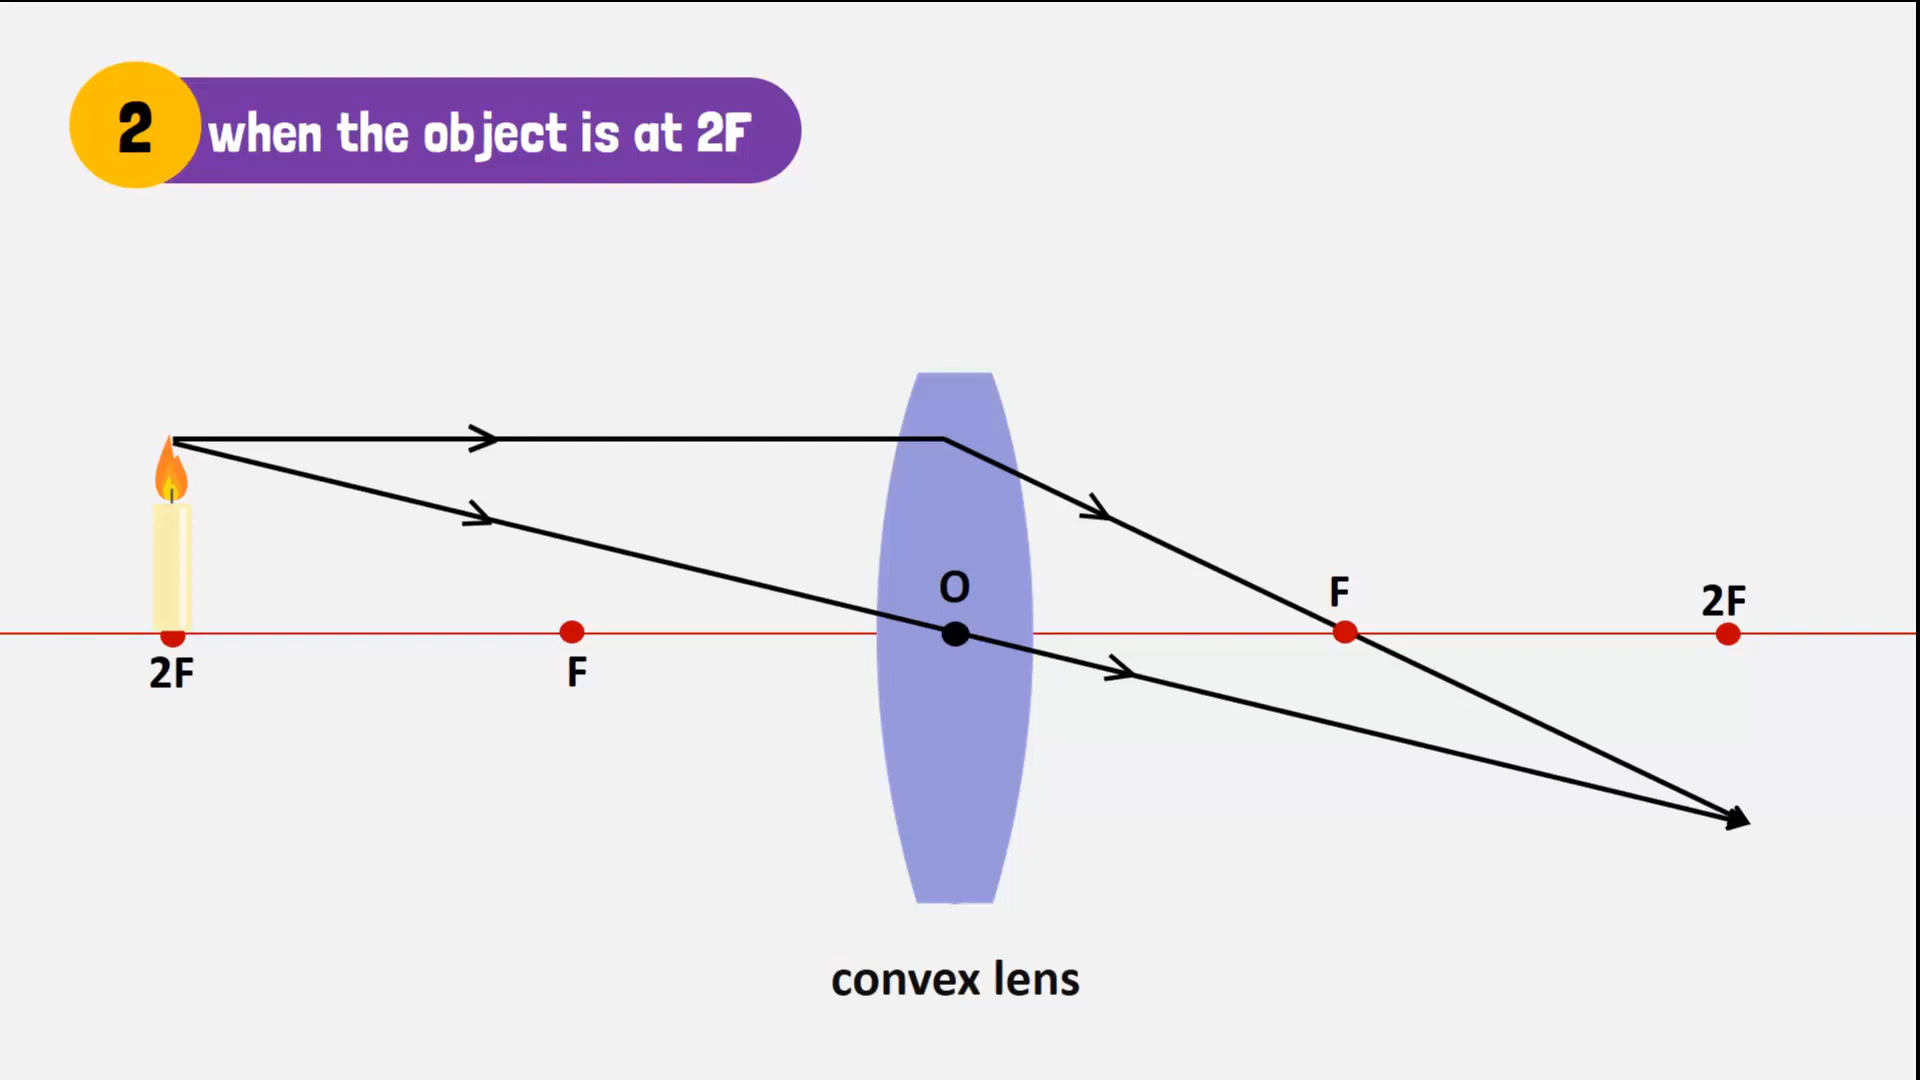 2 when the object is at 2F
O
F
2F
2F
F
convex lens